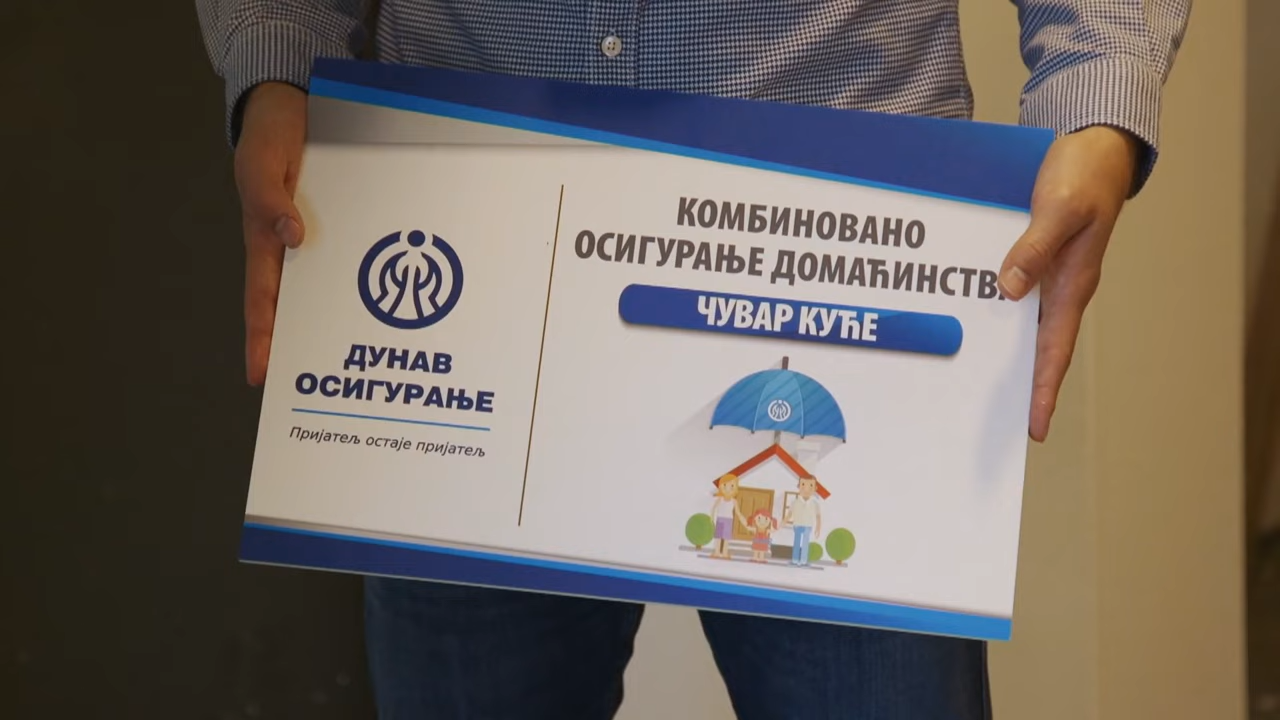 ДУНАВ
ОСИГУРАЊЕ
Пријатељ остаје пријатељ
КОМБИНОВАНО
ОСИГУРАЊЕ ДОМАЋИНСТВ
ЧУВАР КУЋЕ